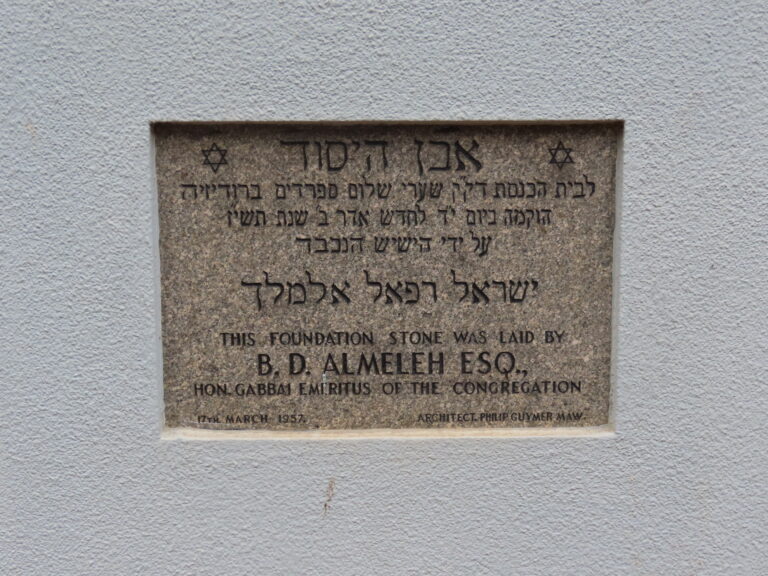 אבן היסוד
לבית הכנסת דק״ק שערי שלום ספרדים ברודיזיה
הוקמה ביום י״ד לחדש אדר ב׳ שנת תשי״ז
על ידי הישיש הנכבד
ישראל רפאל אלמלך
THIS FOUNDATION STONE WAS LAID BY
B. D. ALMELEH ESQ.,
HON. GABBAI EMERITUS OF THE CONGREGATION
17TH. MARCH 1957. ARCHITECT. PHILIP GUYMER MAW.